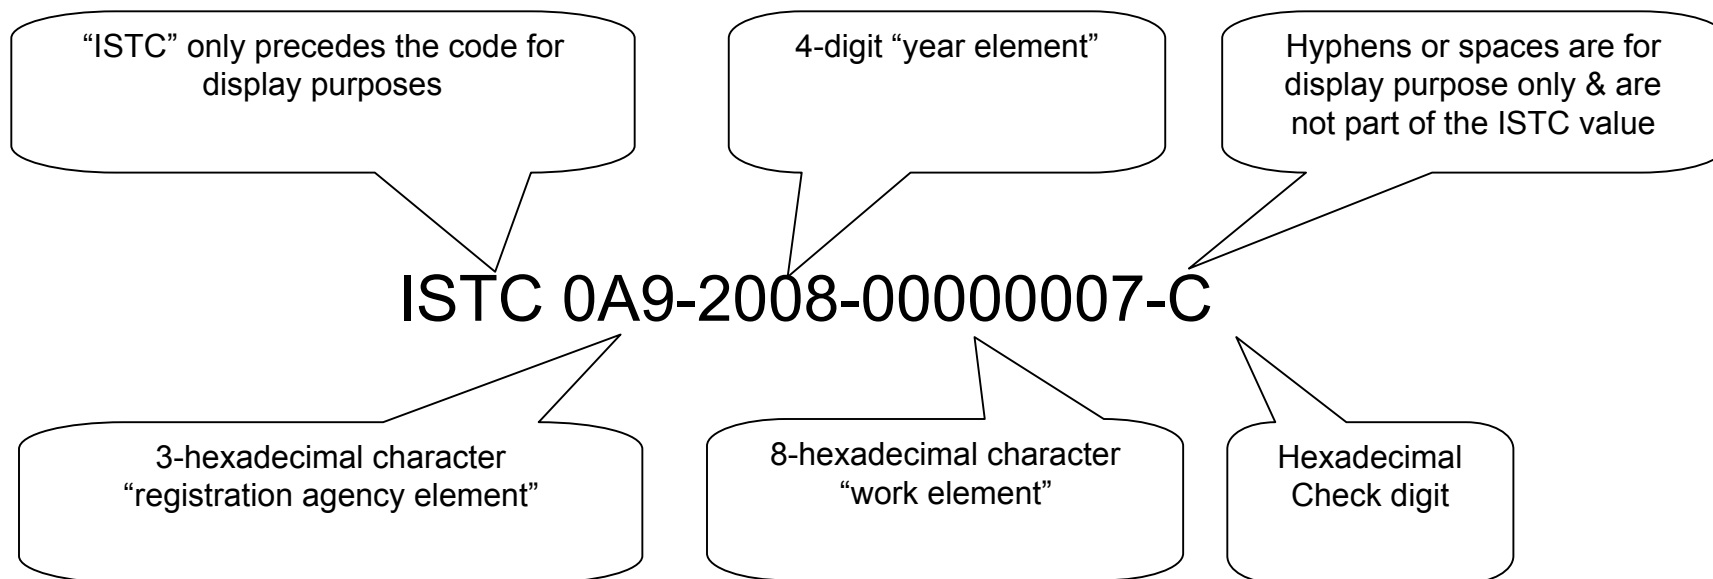 “ISTC” only precedes the code for
display purposes
4-digit “year element”
Hyphens or spaces are for
display purpose only & are
not part of the ISTC value
ISTC 0A9-2008-00000007-C
3-hexadecimal character
“registration agency element”
8-hexadecimal character
“work element”
Hexadecimal
Check digit